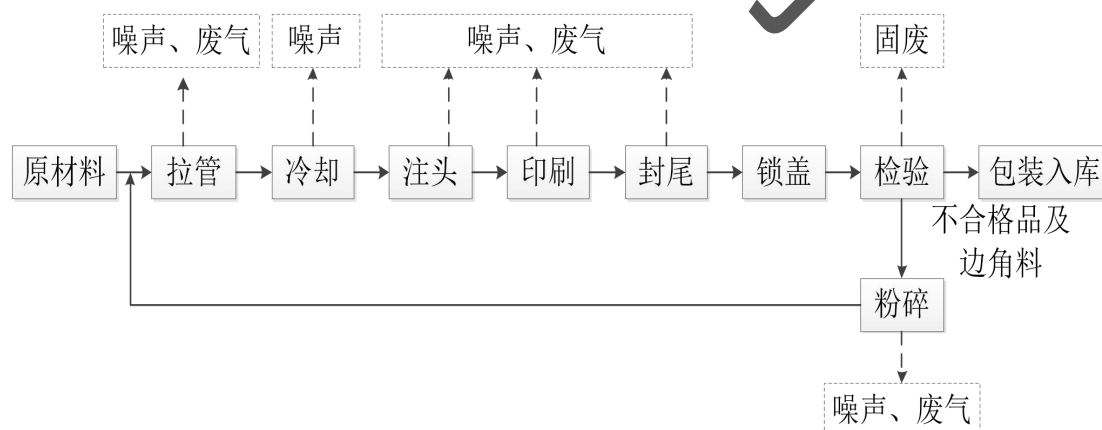 噪声、废气
噪声
噪声、废气
固废
原材料
拉管
冷却
注头
印刷
封尾
锁盖
检验
包装入库
不合格品及
边角料
粉碎
噪声、废气